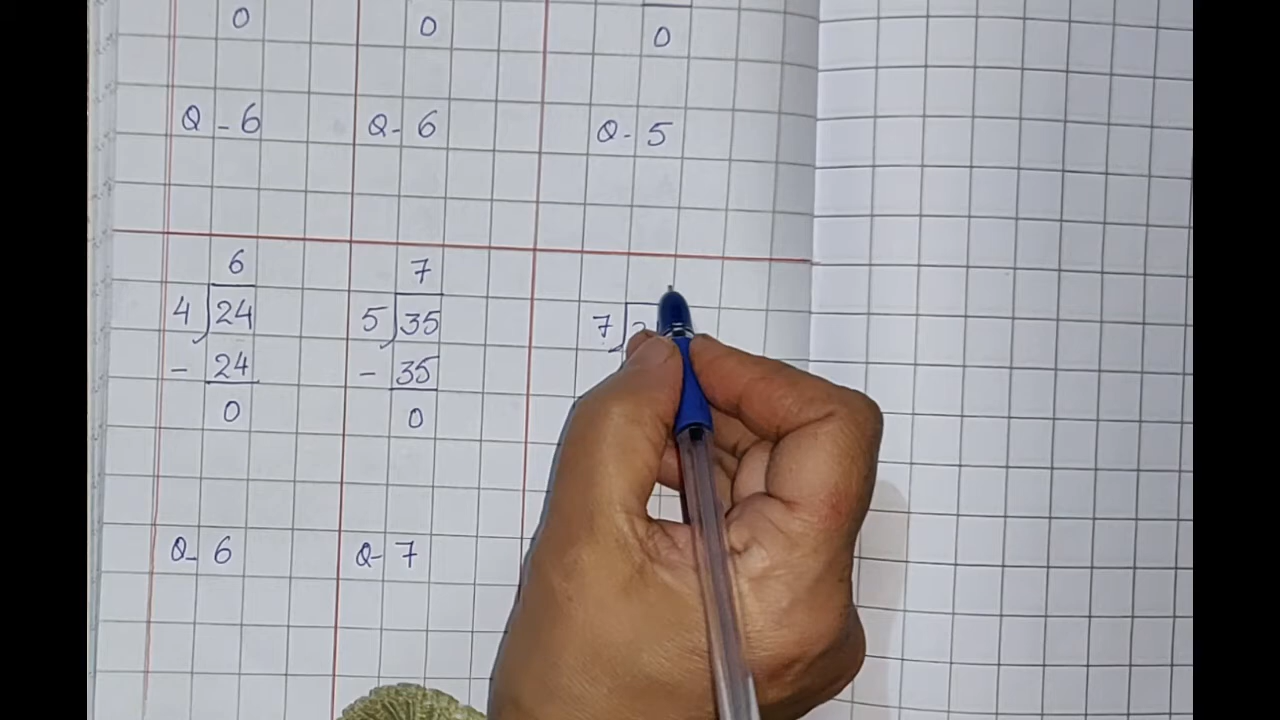 0 0 0
Q - 6 Q - 6 Q - 5
6 7
4 24 5 35 7
- 24 - 35
0 0
Q - 6 Q - 7